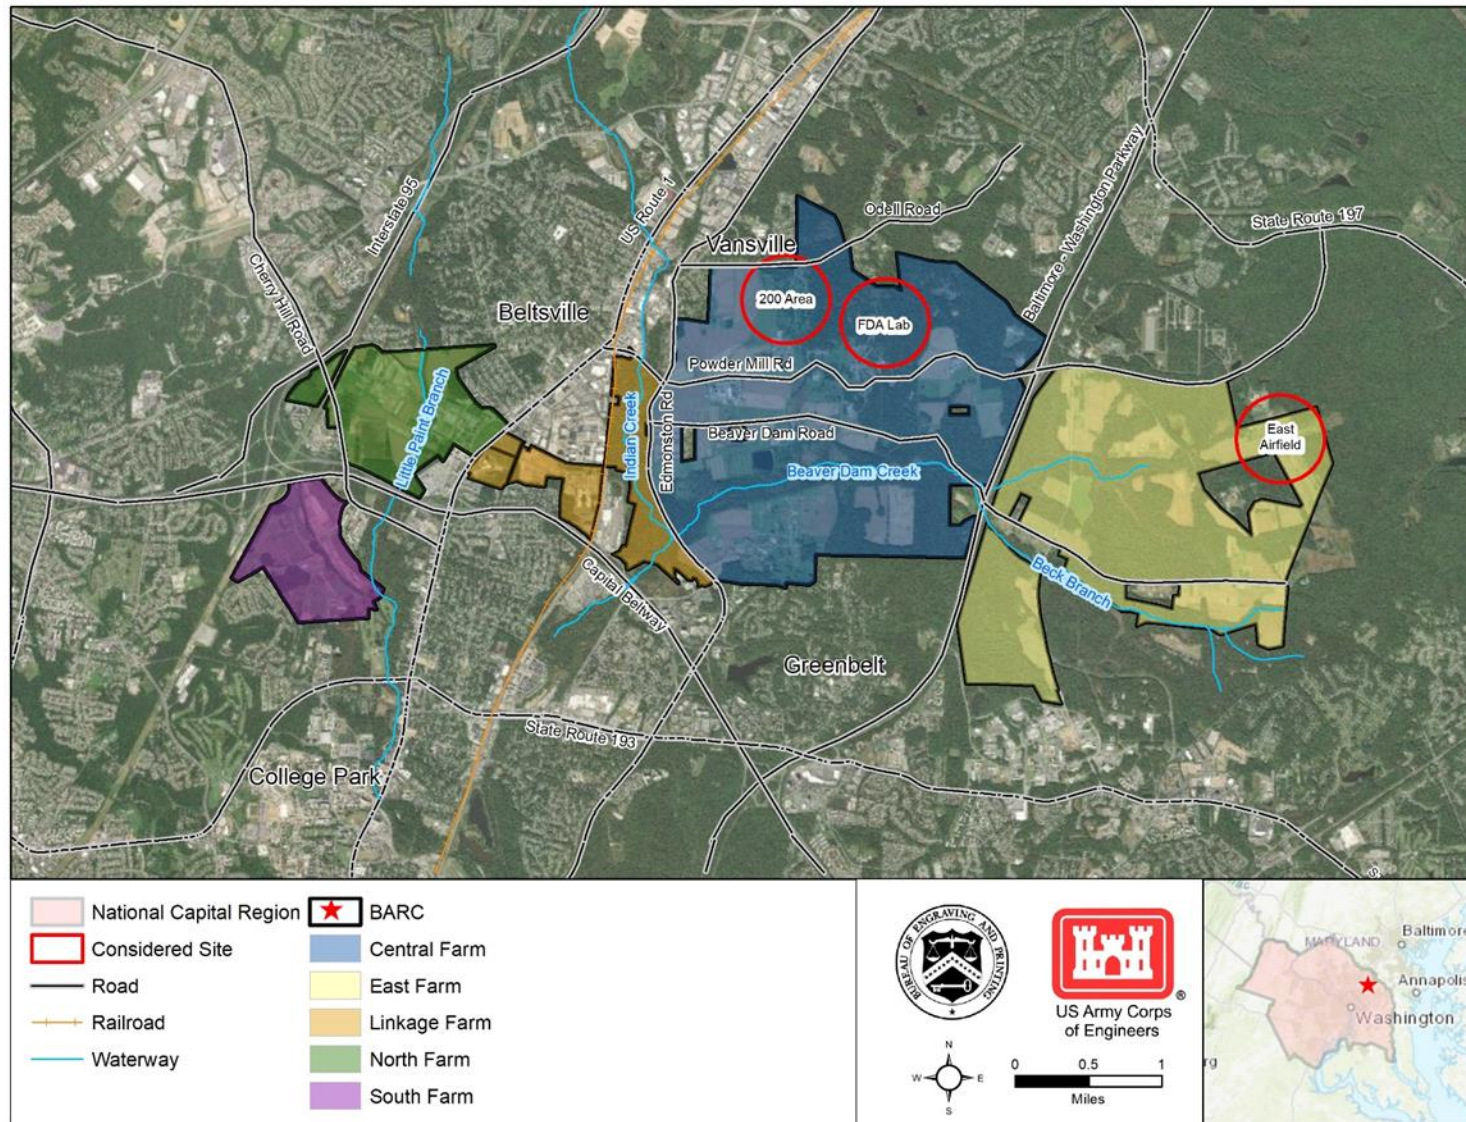 Interstate 95
US Route 1
Odell Road
Baltimore - Washington Parkway
State Route 197
Vansville
Cherry Hill Road
Beltsville
200 Area
FDA Lab
Powder Mill Rd
Little Paint Branch
Indian Creek
Edmonston Rd
Beaver Dam Road
Beaver Dam Creek
East
Airfield
Beck Branch
Capital Beltway
Greenbelt
State Route 193
College Park
National Capital Region
Considered Site
Road
Railroad
Waterway
BARC
Central Farm
East Farm
Linkage Farm
North Farm
South Farm
BUREAU OF ENGRAVING AND PRINTING
US Army Corps
of Engineers
®
N
W
E
S
0 0.5 1
Miles
MARYLAND
Baltimore
Annapolis
Washington